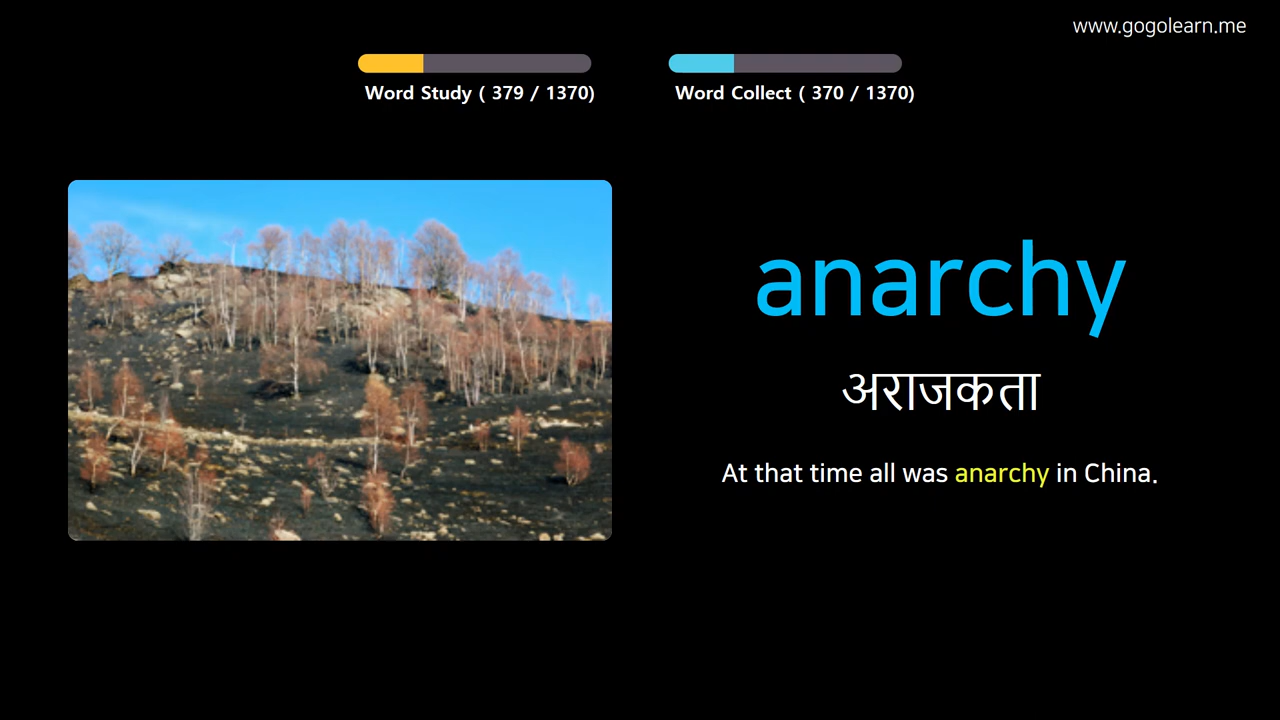 www.gogolearn.me
Word Study ( 379 / 1370)
Word Collect ( 370 / 1370)
anarchy
अराजकता
At that time all was anarchy in China.